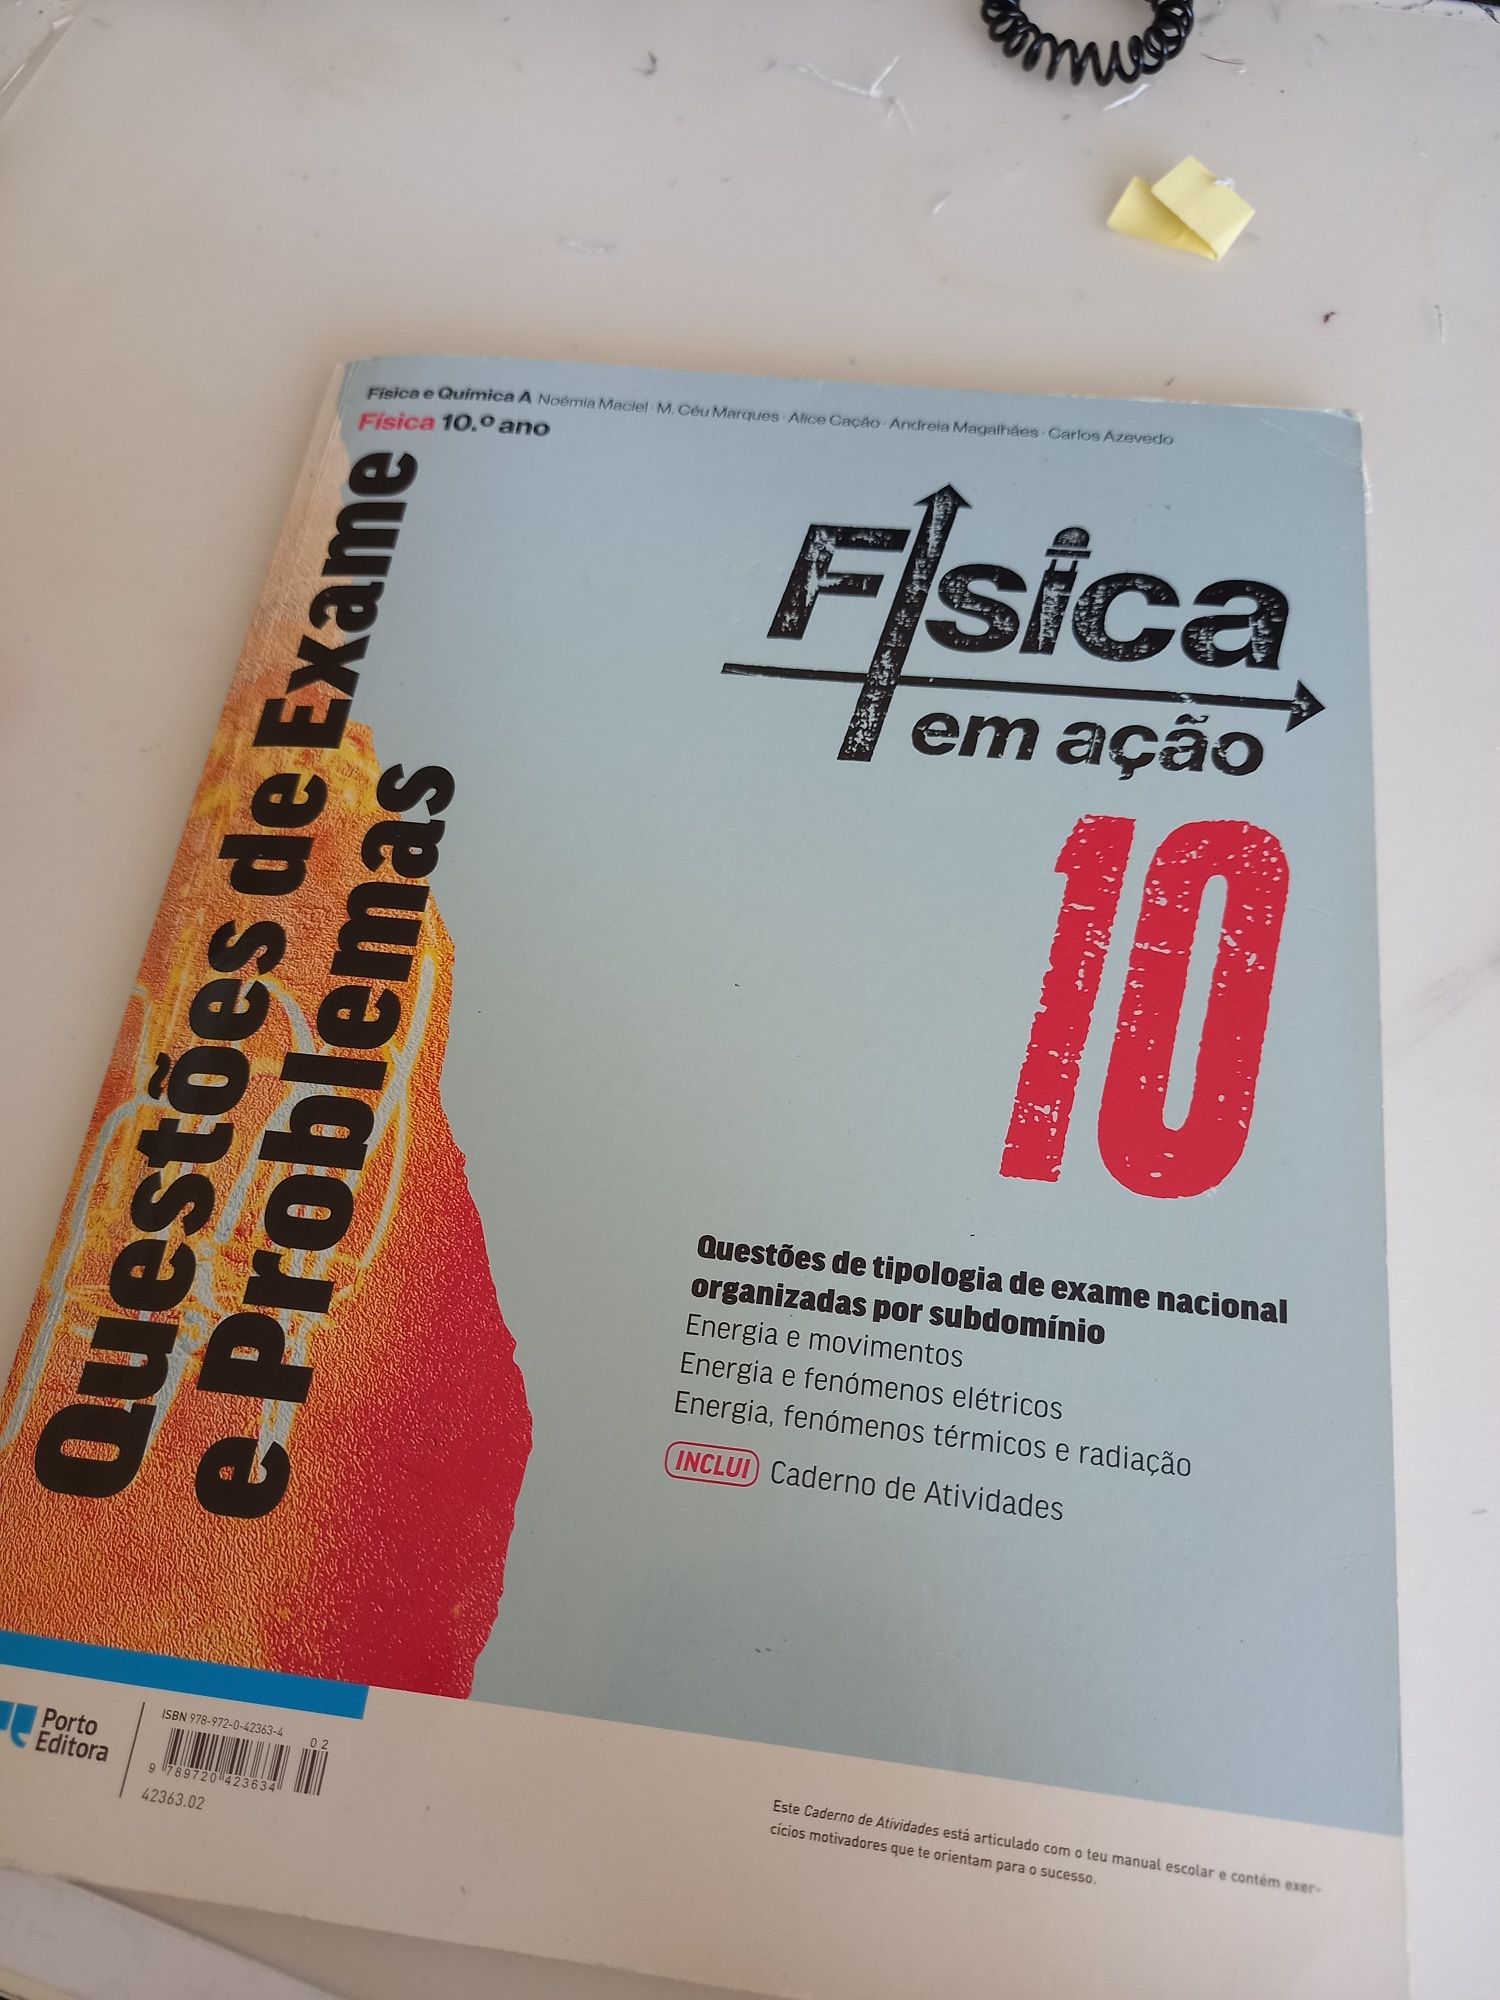 Física e Química A Noémia Maciel · M. Céu Marques · Alice Cação · Andreia Magalhães · Carlos Azevedo
Física 10.º ano
Questões de Exame
e Problemas
Física
em ação
10
Questões de tipologia de exame nacional
organizadas por subdomínio
Energia e movimentos
Energia e fenómenos elétricos
Energia, fenómenos térmicos e radiação
INCLUI Caderno de Atividades
Porto
Editora
ISBN 978-972-0-42363-4
02
9 789720 423634
42363.02
Este Caderno de Atividades está articulado com o teu manual escolar e contém exer-
cícios motivadores que te orientam para o sucesso.